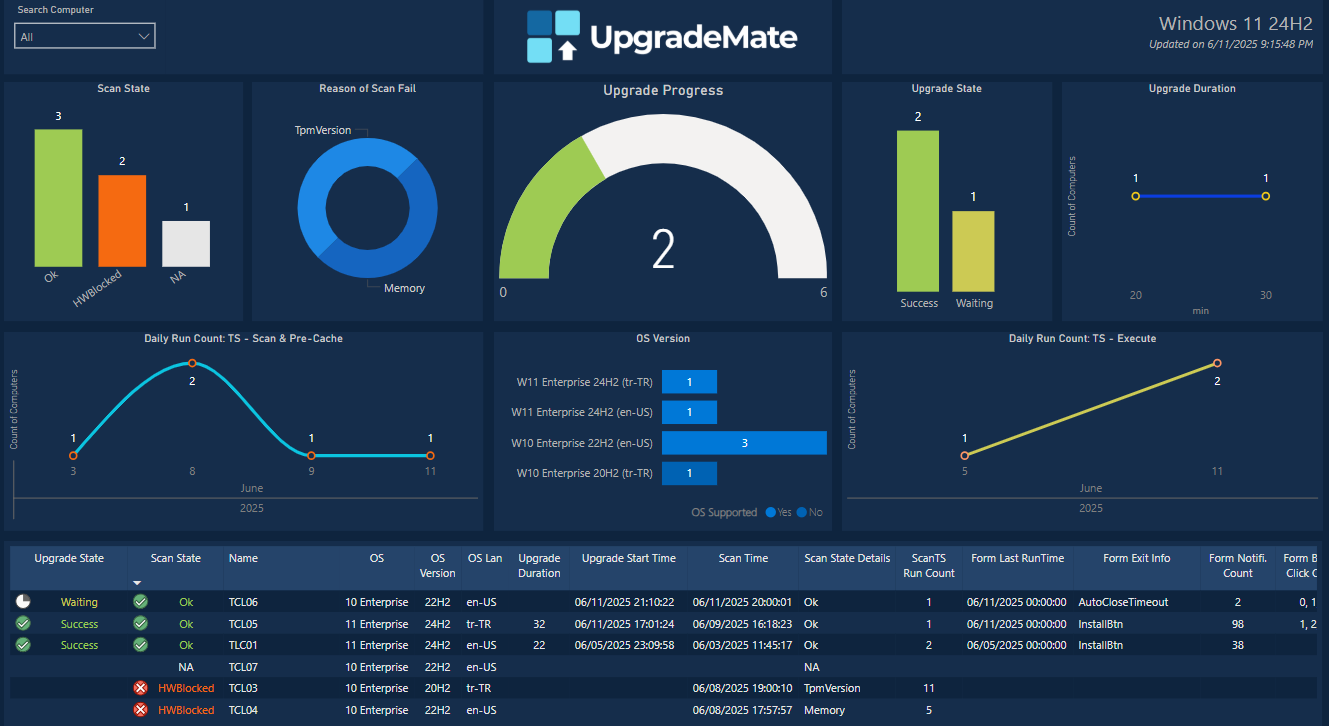 Search Computer
All
UpgradeMate
Windows 11 24H2
Updated on 6/11/2025 9:15:48 PM
Scan State
3
2
1
Ok
HWBlocked
NA
Reason of Scan Fail
TpmVersion
Memory
Upgrade Progress
2
0
6
Upgrade State
2
1
Success
Waiting
Upgrade Duration
Count of Computers
1
1
20
30
min
Daily Run Count: TS - Scan & Pre-Cache
Count of Computers
1
2
1
1
3
8
9
11
June
2025
OS Version
W11 Enterprise 24H2 (tr-TR) 1
W11 Enterprise 24H2 (en-US) 1
W10 Enterprise 22H2 (en-US) 3
W10 Enterprise 20H2 (tr-TR) 1
OS Supported Yes No
Daily Run Count: TS - Execute
Count of Computers
1
2
5
11
June
2025
Upgrade State Scan State Name OS OS Version OS Lan Upgrade Duration Upgrade Start Time Scan Time Scan State Details ScanTS Run Count Form Last RunTime Form Exit Info Form Notifi. Count Form B Click C
Waiting Ok TCL06 10 Enterprise 22H2 en-US 06/11/2025 21:10:22 06/11/2025 20:00:01 Ok 1 06/11/2025 00:00:00 AutoCloseTimeout 2 0, 1
Success Ok TCL05 11 Enterprise 24H2 tr-TR 32 06/11/2025 17:01:24 06/09/2025 16:18:23 Ok 1 06/11/2025 00:00:00 InstallBtn 98 1, 2
Success Ok TLC01 11 Enterprise 24H2 en-US 22 06/05/2025 23:09:58 06/03/2025 11:45:17 Ok 2 06/05/2025 00:00:00 InstallBtn 38
NA TCL07 10 Enterprise 22H2 en-US NA
HWBlocked TCL03 10 Enterprise 20H2 tr-TR 06/08/2025 19:00:10 TpmVersion 11
HWBlocked TCL04 10 Enterprise 22H2 en-US 06/08/2025 17:57:57 Memory 5